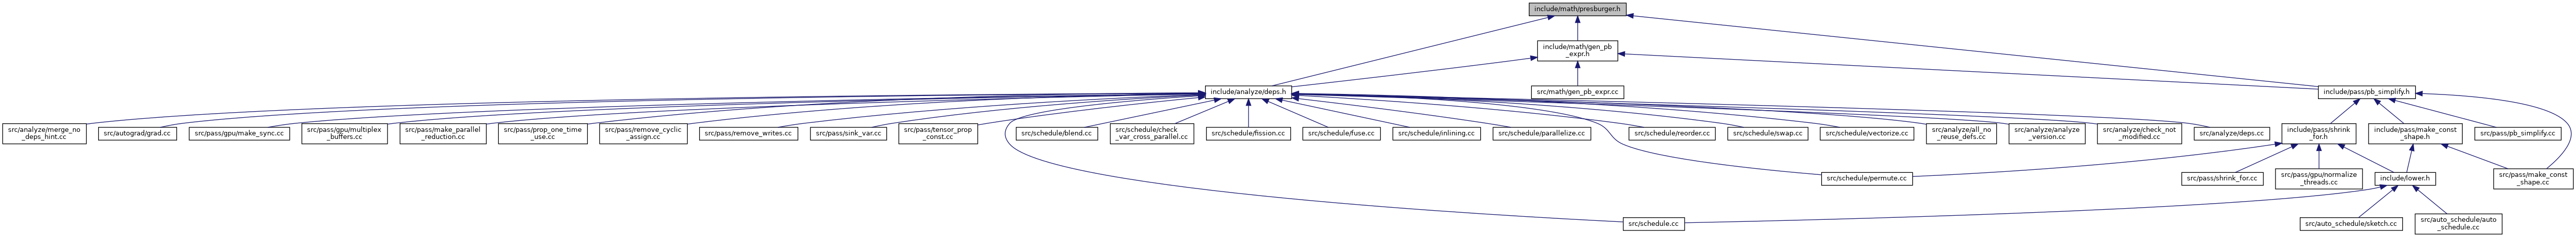 include/math/presburger.h
include/math/gen_pb
_expr.h
include/analyze/deps.h
src/math/gen_pb_expr.cc
include/pass/pb_simplify.h
src/analyze/merge_no
_deps_hint.cc
src/autograd/grad.cc
src/pass/gpu/make_sync.cc
src/pass/gpu/multiplex
_buffers.cc
src/pass/make_parallel
_reduction.cc
src/pass/prop_one_time
_use.cc
src/pass/remove_cyclic
_assign.cc
src/pass/remove_writes.cc
src/pass/sink_var.cc
src/pass/tensor_prop
_const.cc
src/schedule/blend.cc
src/schedule/check
_var_cross_parallel.cc
src/schedule/fission.cc
src/schedule/fuse.cc
src/schedule/inlining.cc
src/schedule/parallelize.cc
src/schedule/reorder.cc
src/schedule/swap.cc
src/schedule/vectorize.cc
src/analyze/all_no
_reuse_defs.cc
src/analyze/analyze
_version.cc
src/analyze/check_not
_modified.cc
src/analyze/deps.cc
include/pass/shrink
_for.h
include/pass/make_const
_shape.h
src/pass/pb_simplify.cc
src/schedule/permute.cc
src/pass/shrink_for.cc
src/pass/gpu/normalize
_threads.cc
include/lower.h
src/pass/make_const
_shape.cc
src/schedule.cc
src/auto_schedule/sketch.cc
src/auto_schedule/auto
_schedule.cc